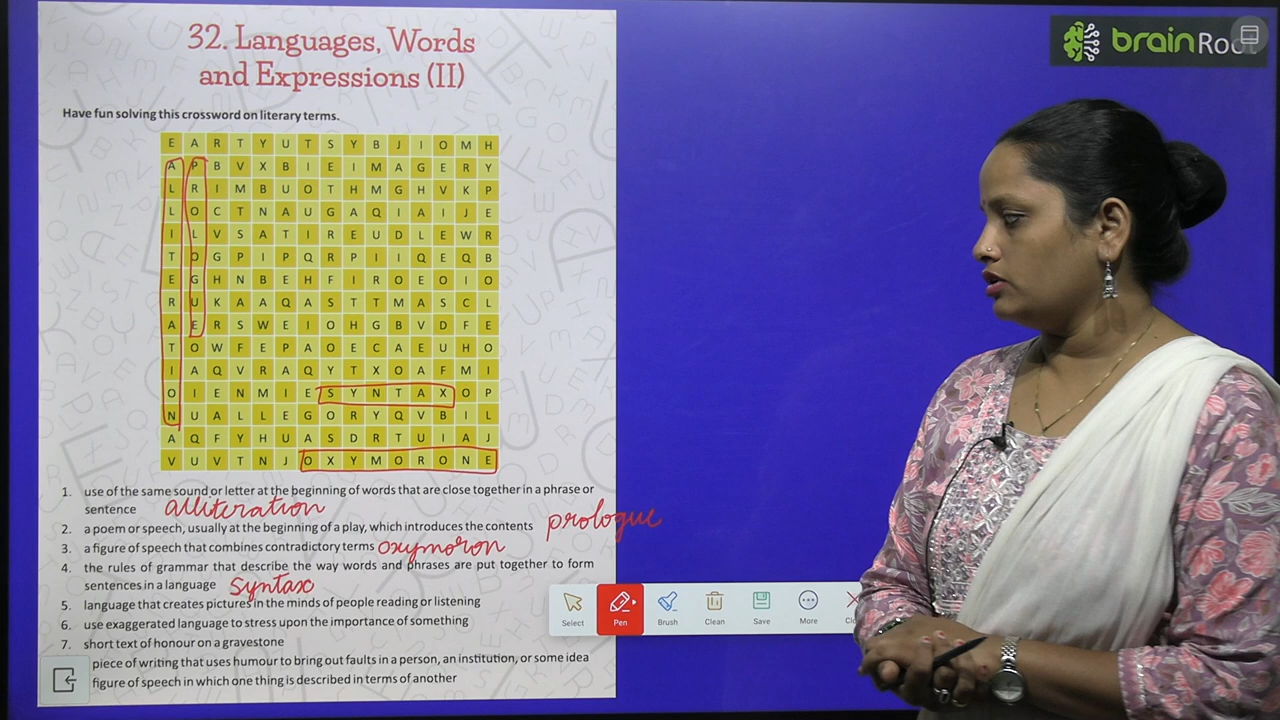 32. Languages, Words
and Expressions (II)
brain Ro
Have fun solving this crossword on literary terms.
E A R T Y U T S Y B J I O M H
A P B V X B I E I M A G E R Y
L R I M B U O T H M G H V K P
L O C T N A U G A Q I A I J E
I L V S A T I R E U D L E W R
T O G P I P Q R P I I Q E Q B
E G H N B E H F I R O E O I O
R U K A A Q A S T T M A S C L
A E R S W E I O H G B V D F E
T O W F E P A O E C A E U H O
I A Q V R A Q Y T X O A F M I
O I E N M I E S Y N T A X O P
N U A L L E G O R Y Q V B I L
A Q F Y H U A S D R T U I A J
V U V T N J O X Y M O R O N E
1. use of the same sound or letter at the beginning of words that are close together in a phrase or
sentence alliteration
2. a poem or speech, usually at the beginning of a play, which introduces the contents prologue
3. a figure of speech that combines contradictory terms oxymoron
4. the rules of grammar that describe the way words and phrases are put together to form
sentences in a language syntax
5. language that creates pictures in the minds of people reading or listening
6. use exaggerated language to stress upon the importance of something
7. short text of honour on a gravestone
piece of writing that uses humour to bring out faults in a person, an institution, or some idea
figure of speech in which one thing is described in terms of another
Select Pen Brush Clean Save More